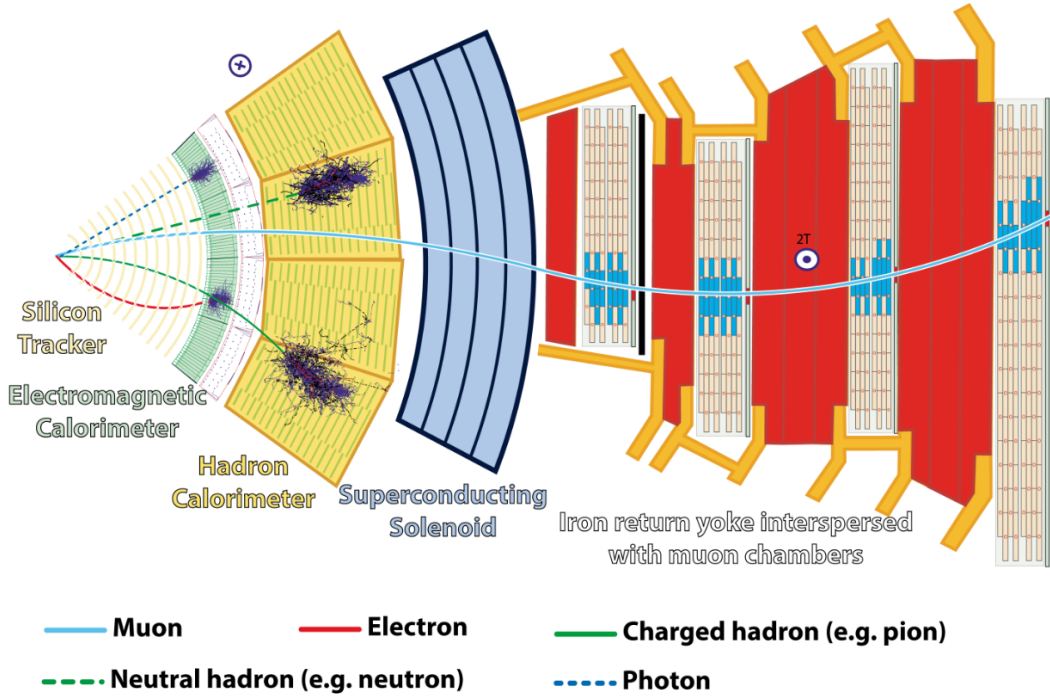 2T
Silicon
Tracker
Electromagnetic
Calorimeter
Hadron
Calorimeter
Superconducting
Solenoid
Iron return yoke interspersed
with muon chambers
Muon
Electron
Charged hadron (e.g. pion)
Neutral hadron (e.g. neutron)
Photon